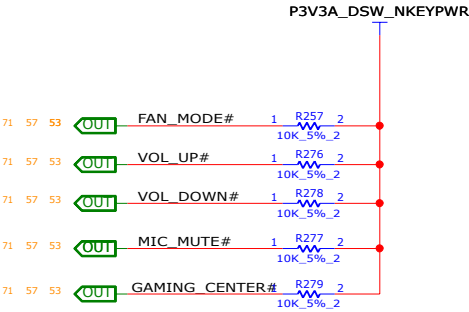 P3V3A_DSW_NKEYPWR
71 57 53 OUT FAN_MODE# 1 R257 2
10K_5%_2
71 57 53 OUT VOL_UP# 1 R276 2
10K_5%_2
71 57 53 OUT VOL_DOWN# 1 R278 2
10K_5%_2
71 57 53 OUT MIC_MUTE# 1 R277 2
10K_5%_2
71 57 53 OUT GAMING_CENTER# 1 R279 2
10K_5%_2